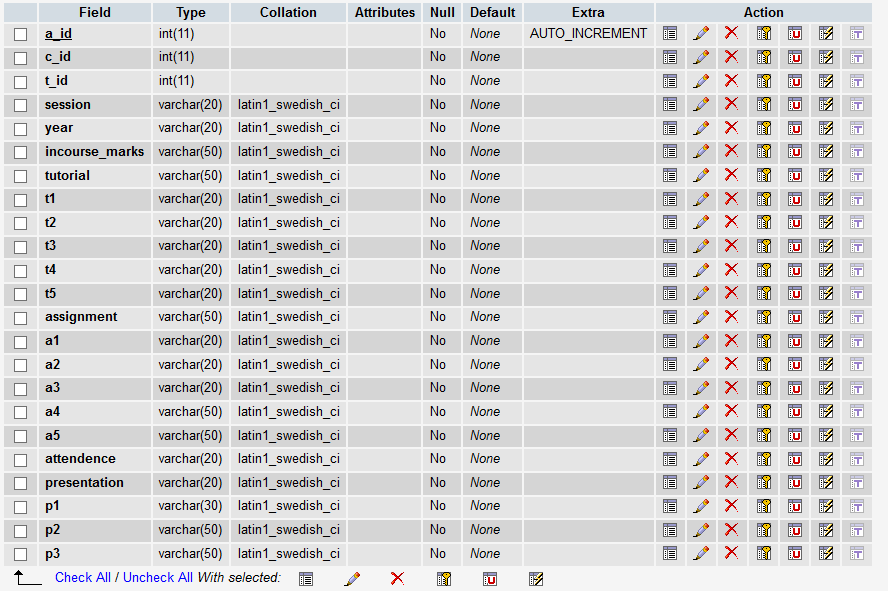 Field Type Collation Attributes Null Default Extra Action
a_id int(11) No None AUTO_INCREMENT
c_id int(11) No None
t_id int(11) No None
session varchar(20) latin1_swedish_ci No None
year varchar(20) latin1_swedish_ci No None
incourse_marks varchar(50) latin1_swedish_ci No None
tutorial varchar(50) latin1_swedish_ci No None
t1 varchar(20) latin1_swedish_ci No None
t2 varchar(20) latin1_swedish_ci No None
t3 varchar(20) latin1_swedish_ci No None
t4 varchar(20) latin1_swedish_ci No None
t5 varchar(20) latin1_swedish_ci No None
assignment varchar(50) latin1_swedish_ci No None
a1 varchar(20) latin1_swedish_ci No None
a2 varchar(20) latin1_swedish_ci No None
a3 varchar(20) latin1_swedish_ci No None
a4 varchar(50) latin1_swedish_ci No None
a5 varchar(50) latin1_swedish_ci No None
attendence varchar(20) latin1_swedish_ci No None
presentation varchar(20) latin1_swedish_ci No None
p1 varchar(30) latin1_swedish_ci No None
p2 varchar(50) latin1_swedish_ci No None
p3 varchar(50) latin1_swedish_ci No None
Check All / Uncheck All With selected: